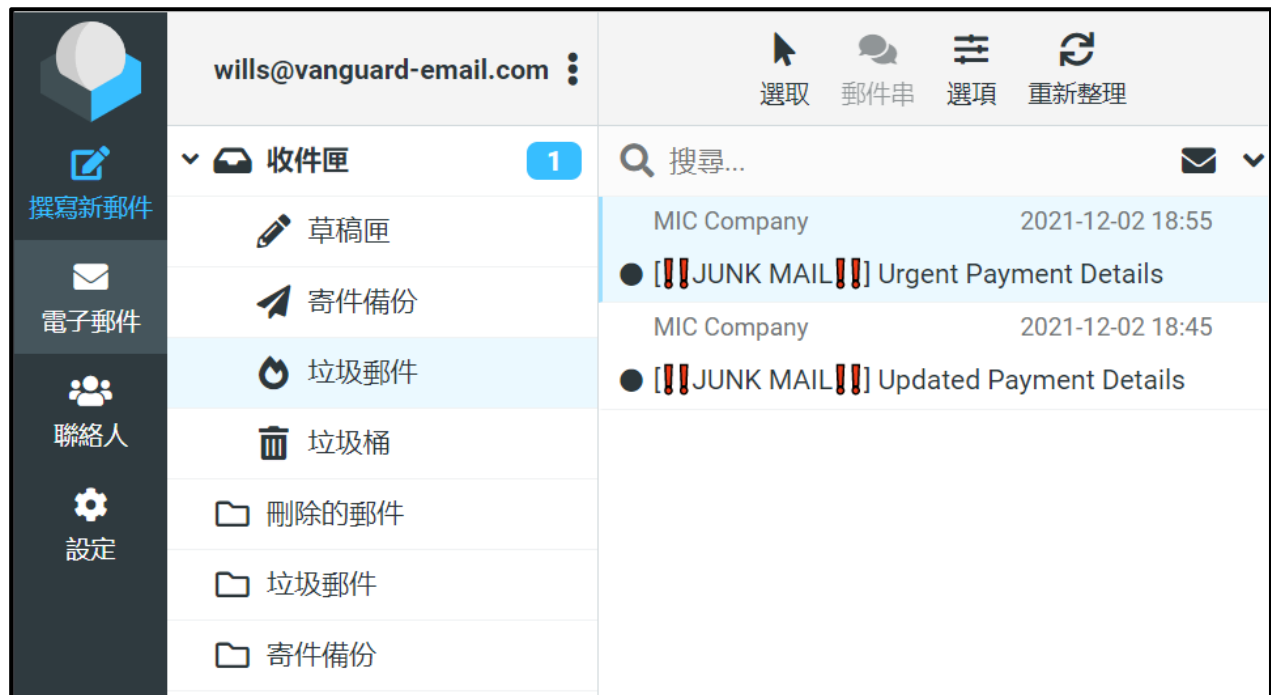 wills@vanguard-email.com
選取
郵件串
選項
重新整理
撰寫新郵件
電子郵件
聯絡人
設定
收件匣 1
草稿匣
寄件備份
垃圾郵件
垃圾桶
刪除的郵件
垃圾郵件
寄件備份
搜尋...
MIC Company 2021-12-02 18:55
[‼️JUNK MAIL‼️] Urgent Payment Details
MIC Company 2021-12-02 18:45
[‼️JUNK MAIL‼️] Updated Payment Details